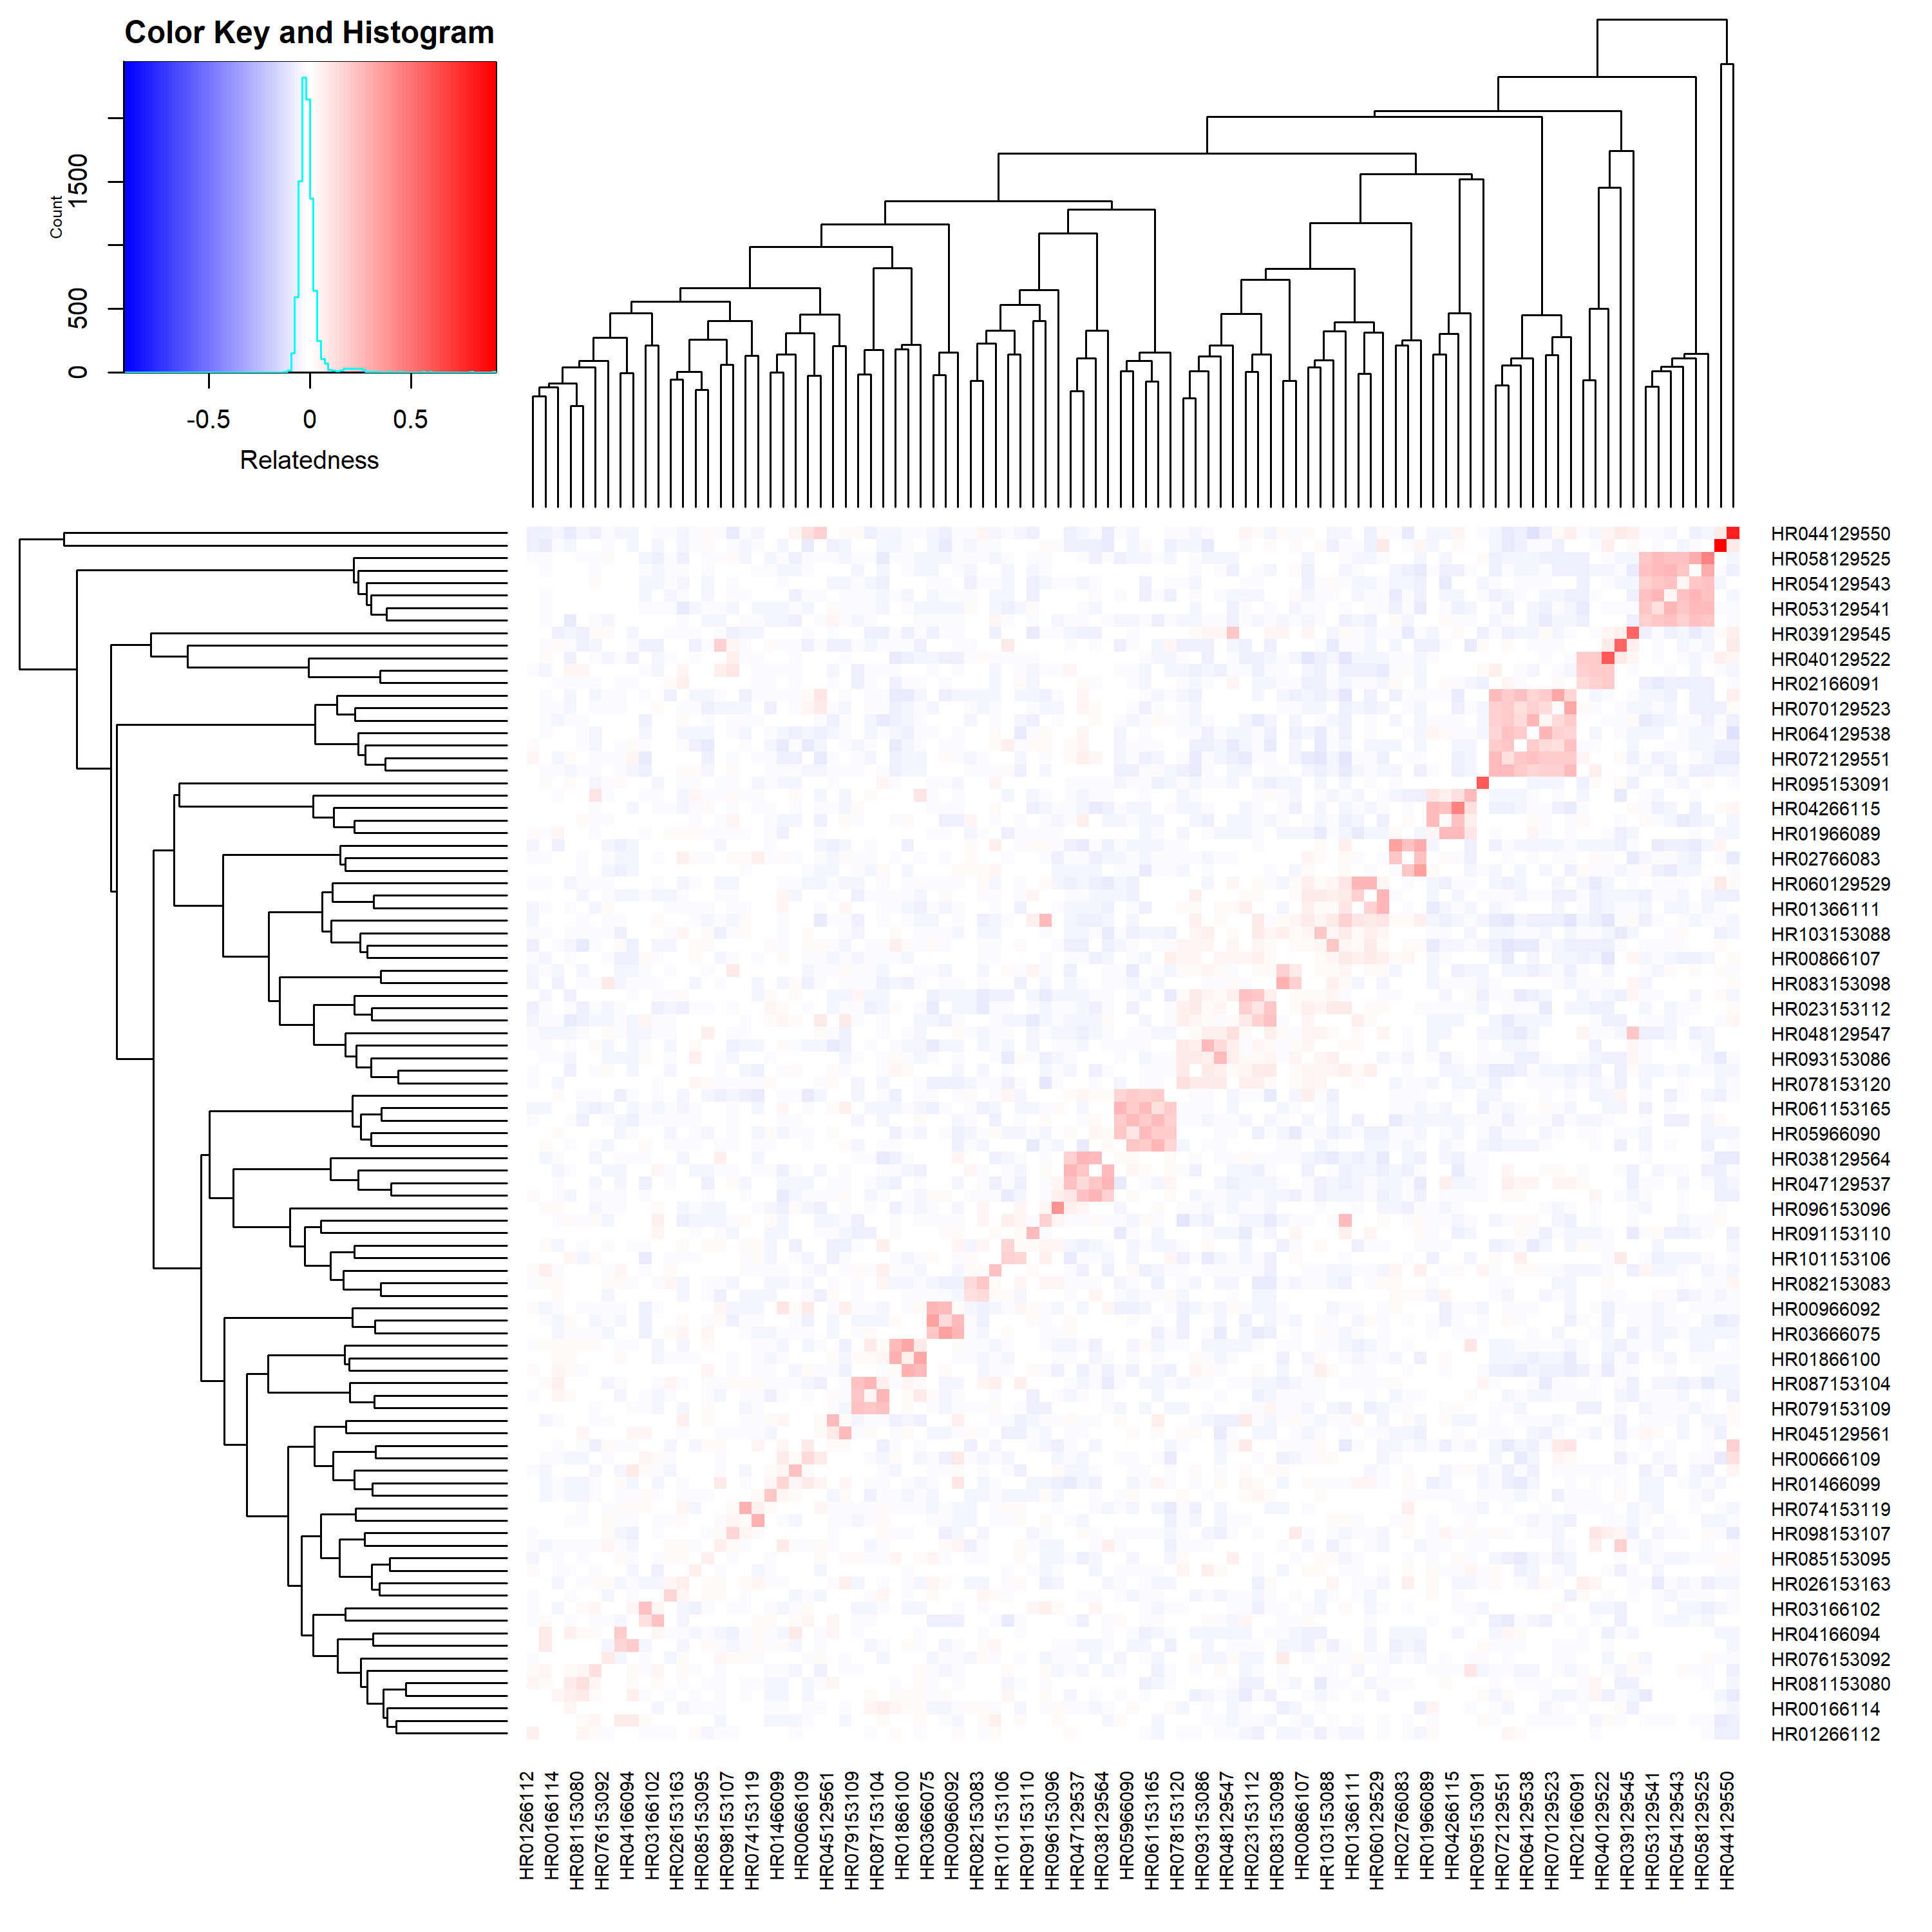 Color Key and Histogram
Count
0
500
1500
-0.5
0
0.5
Relatedness
HR044129550
HR058129525
HR054129543
HR053129541
HR039129545
HR040129522
HR02166091
HR070129523
HR064129538
HR072129551
HR095153091
HR04266115
HR01966089
HR02766083
HR060129529
HR01366111
HR103153088
HR00866107
HR083153098
HR023153112
HR048129547
HR093153086
HR078153120
HR061153165
HR05966090
HR038129564
HR047129537
HR096153096
HR091153110
HR101153106
HR082153083
HR00966092
HR03666075
HR01866100
HR087153104
HR079153109
HR045129561
HR00666109
HR01466099
HR074153119
HR098153107
HR085153095
HR026153163
HR03166102
HR04166094
HR076153092
HR081153080
HR00166114
HR01266112
HR01266112
HR00166114
HR081153080
HR076153092
HR04166094
HR03166102
HR026153163
HR085153095
HR098153107
HR074153119
HR01466099
HR00666109
HR045129561
HR079153109
HR087153104
HR01866100
HR03666075
HR00966092
HR082153083
HR101153106
HR091153110
HR096153096
HR047129537
HR038129564
HR05966090
HR061153165
HR078153120
HR093153086
HR048129547
HR023153112
HR083153098
HR00866107
HR103153088
HR01366111
HR060129529
HR02766083
HR01966089
HR04266115
HR095153091
HR072129551
HR064129538
HR070129523
HR02166091
HR040129522
HR039129545
HR053129541
HR054129543
HR058129525
HR044129550